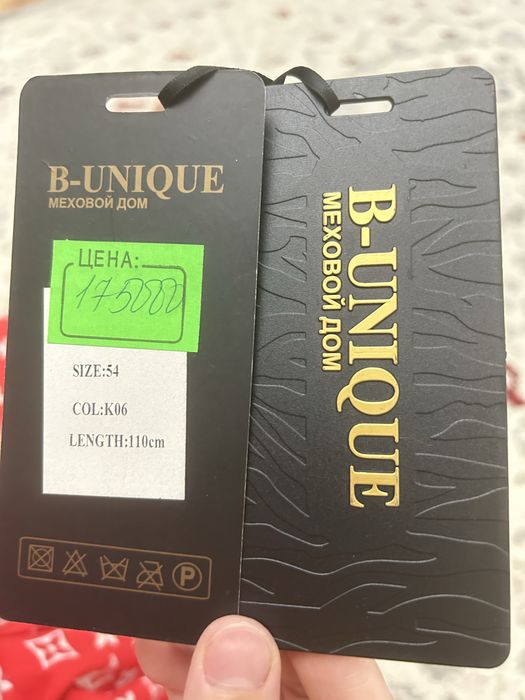 B-UNIQUE
МЕХОВОЙ ДОМ
ЦЕНА:
175000
SIZE:54
COL:K06
LENGTH:110cm
P
B-UNIQUE
МЕХОВОЙ ДОМ